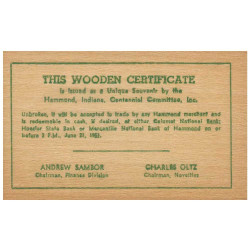 THIS WOODEN CERTIFICATE
is issued as a Unique Souvenir by the
Hammond, Indiana, Centennial Committee, Inc.
Unbroken, it will be accepted in trade by any Hammond merchant and
is redeemable in cash, if desired, at either Calumet National Bank;
Hoosier State Bank or Mercantile National Bank of Hammond on or
before 2 P.M., June 21, 1951.
ANDREW BAMBOR
Chairman, Finance Division
CHARLES OLTZ
Chairman, Novelties